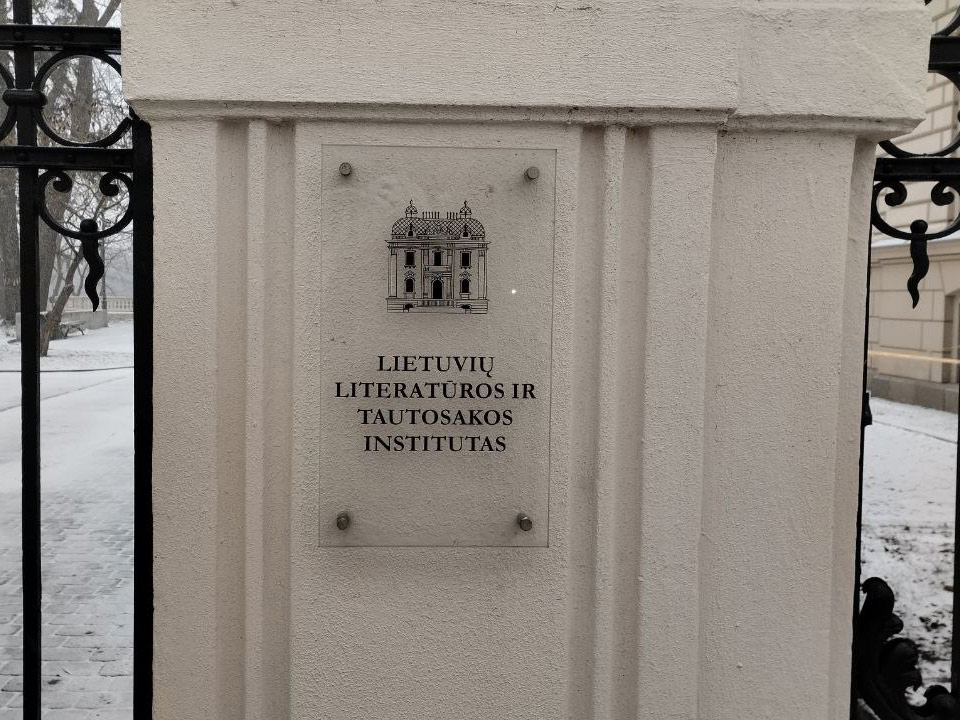 LIETUVIŲ
LITERATŪROS IR
TAUTOSAKOS
INSTITUTAS